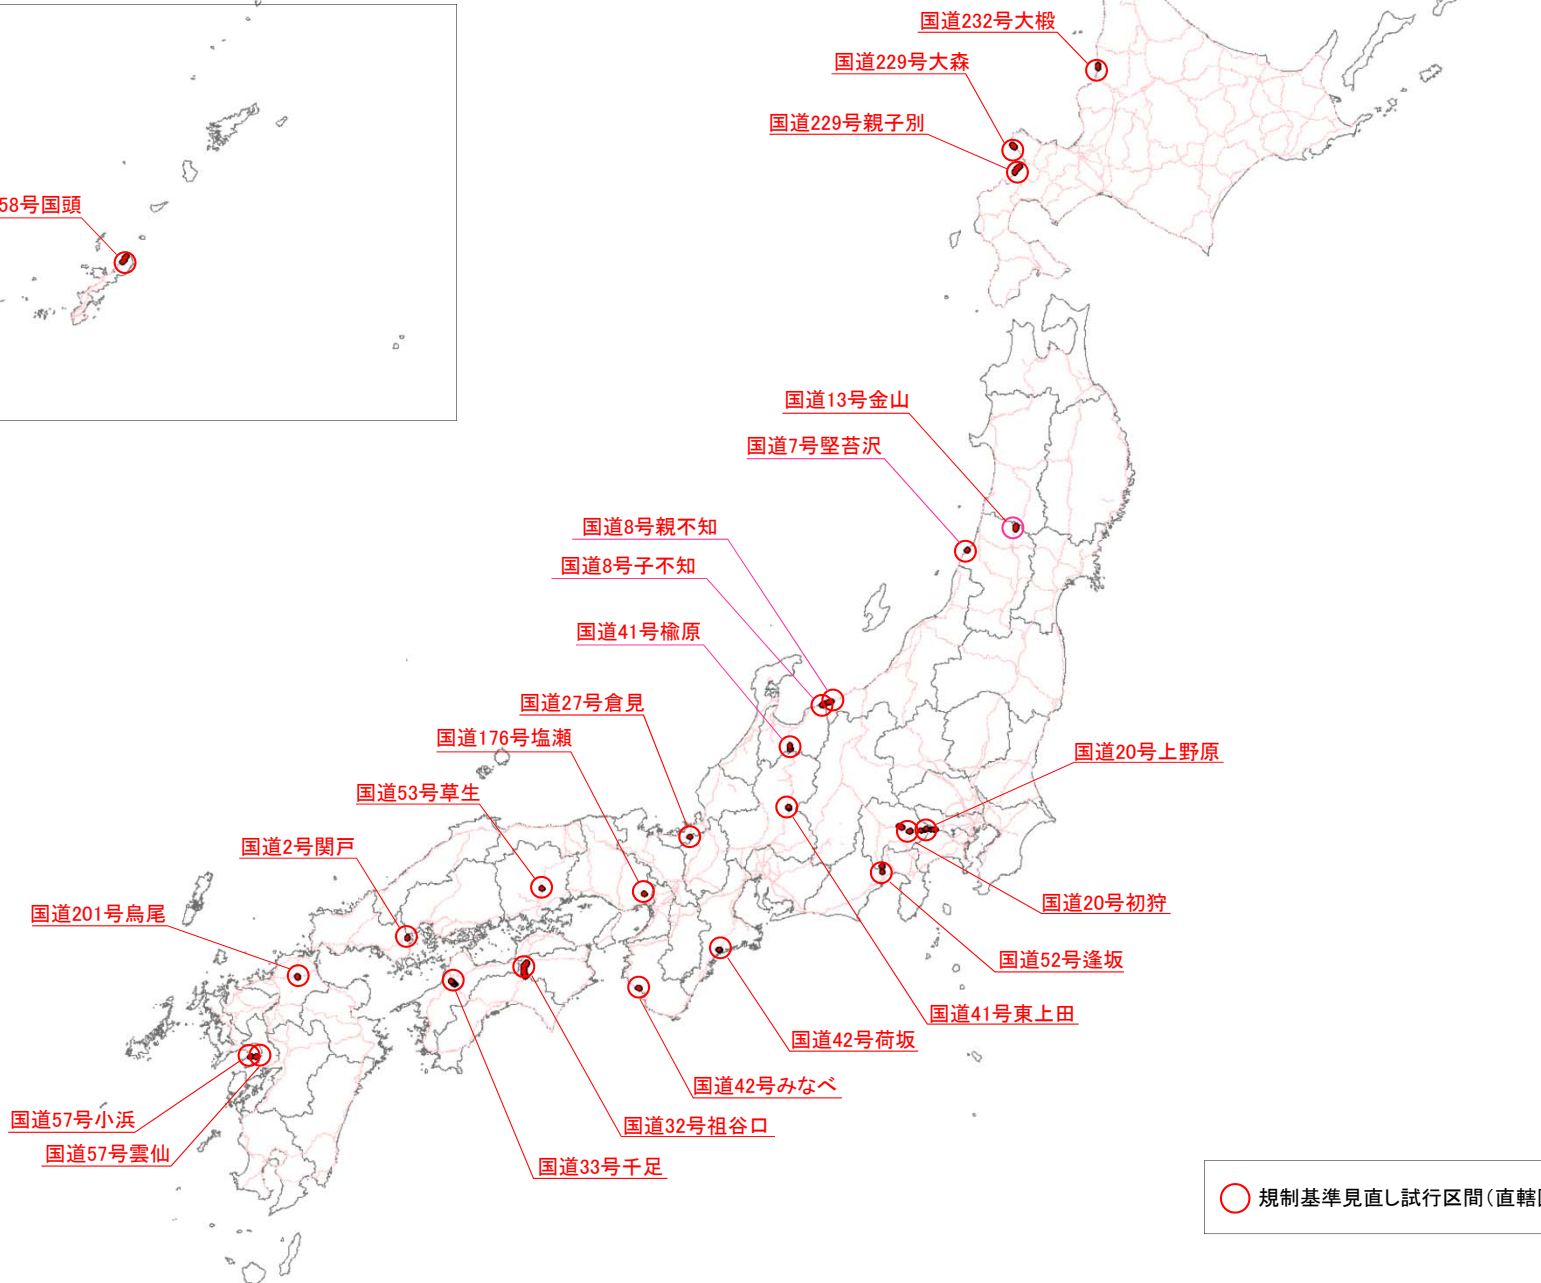 国道232号大椴
国道229号大森
国道229号親子別
58号国頭
国道13号金山
国道7号堅苔沢
国道8号親不知
国道8号子不知
国道41号楡原
国道27号倉見
国道176号塩瀬
国道20号上野原
国道53号草生
国道2号関戸
国道20号初狩
国道201号烏尾
国道52号逢坂
国道41号東上田
国道42号荷坂
国道42号みなべ
国道57号小浜
国道32号祖谷口
国道57号雲仙
国道33号千足
規制基準見直し試行区間（直轄国